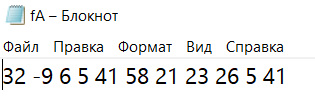 fA – Блокнот
Файл Правка Формат Вид Справка
32 -9 6 5 41 58 21 23 26 5 41